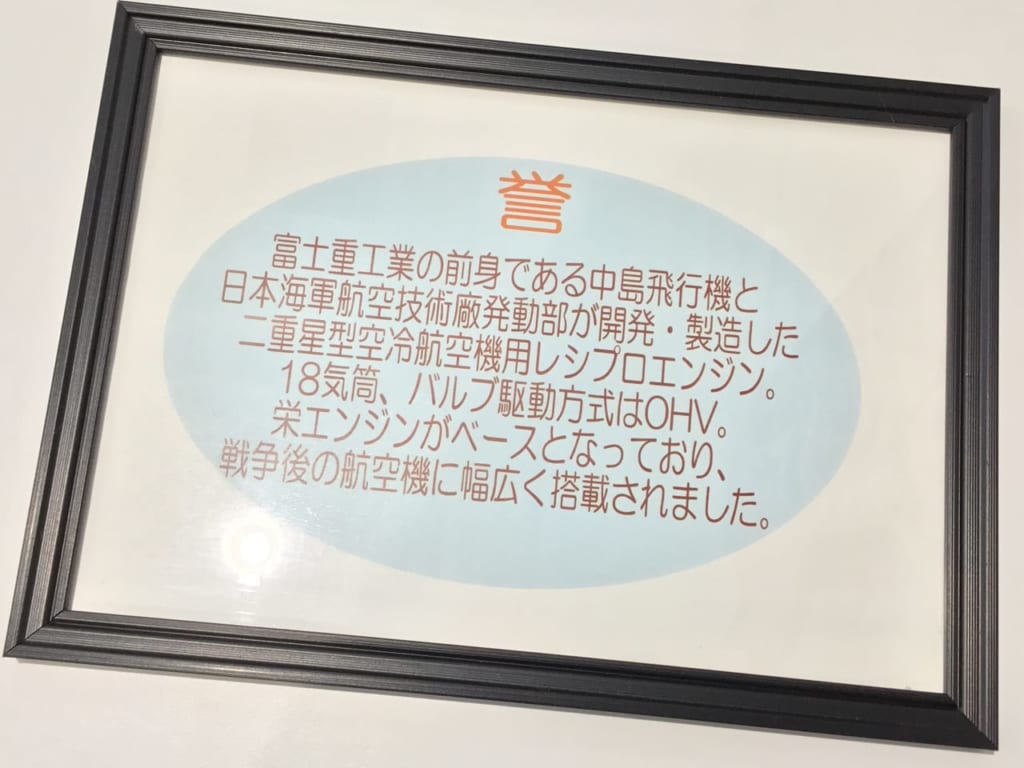 誉
富士重工業の前身である中島飛行機と
日本海軍航空技術廠発動部が開発・製造した
二重星型空冷航空機用レシプロエンジン。
18気筒、バルブ駆動方式はOHV。
栄エンジンがベースとなっており、
戦争後の航空機に幅広く搭載されました。